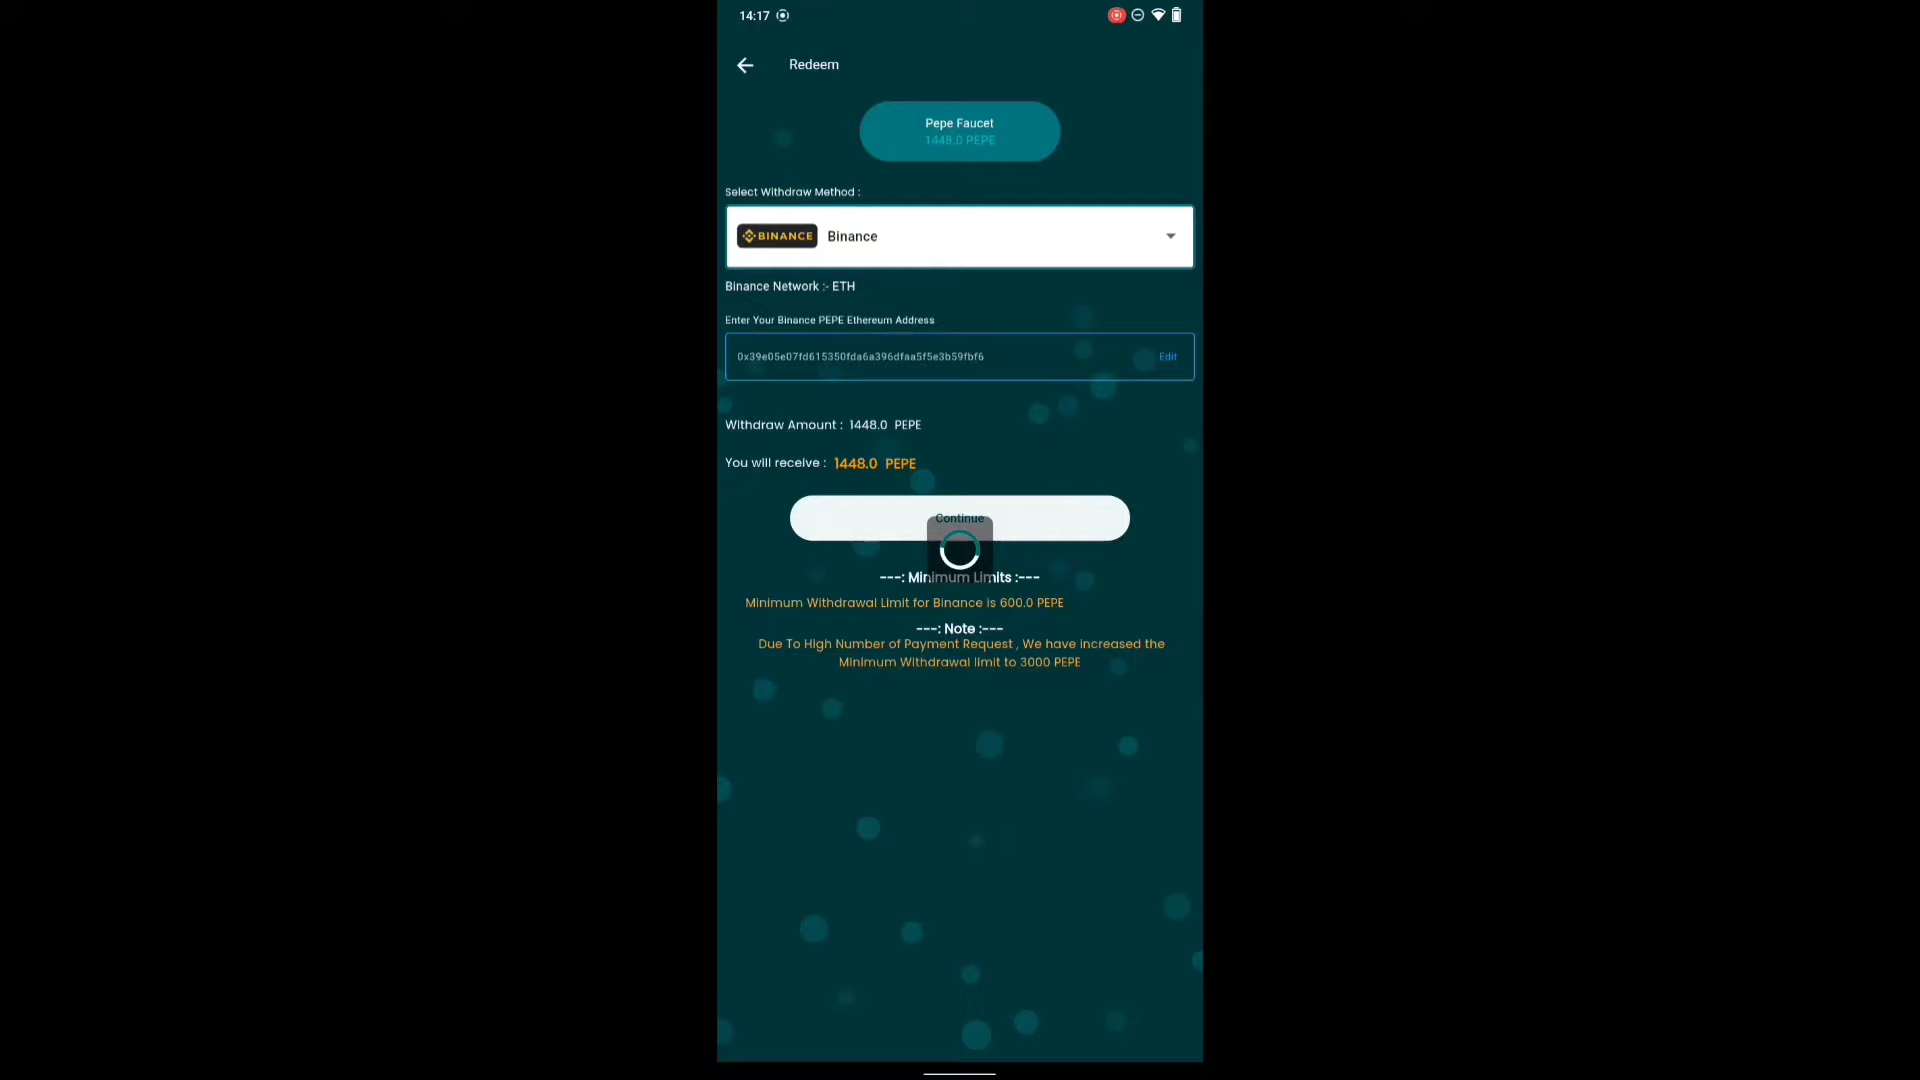 14:17
Redeem
Pepe Faucet
1448.0 PEPE
Select Withdraw Method :
BINANCE Binance
Binance Network :- ETH
Enter Your Binance PEPE Ethereum Address
0x39e05e07fd615350fda6a396dfaa5f5e3b59fbf6 Edit
Withdraw Amount : 1448.0 PEPE
You will receive : 1448.0 PEPE
Continue
---: Minimum Limits :---
Minimum Withdrawal Limit for Binance is 600.0 PEPE
---: Note :---
Due To High Number of Payment Request , We have increased the
Minimum Withdrawal limit to 3000 PEPE